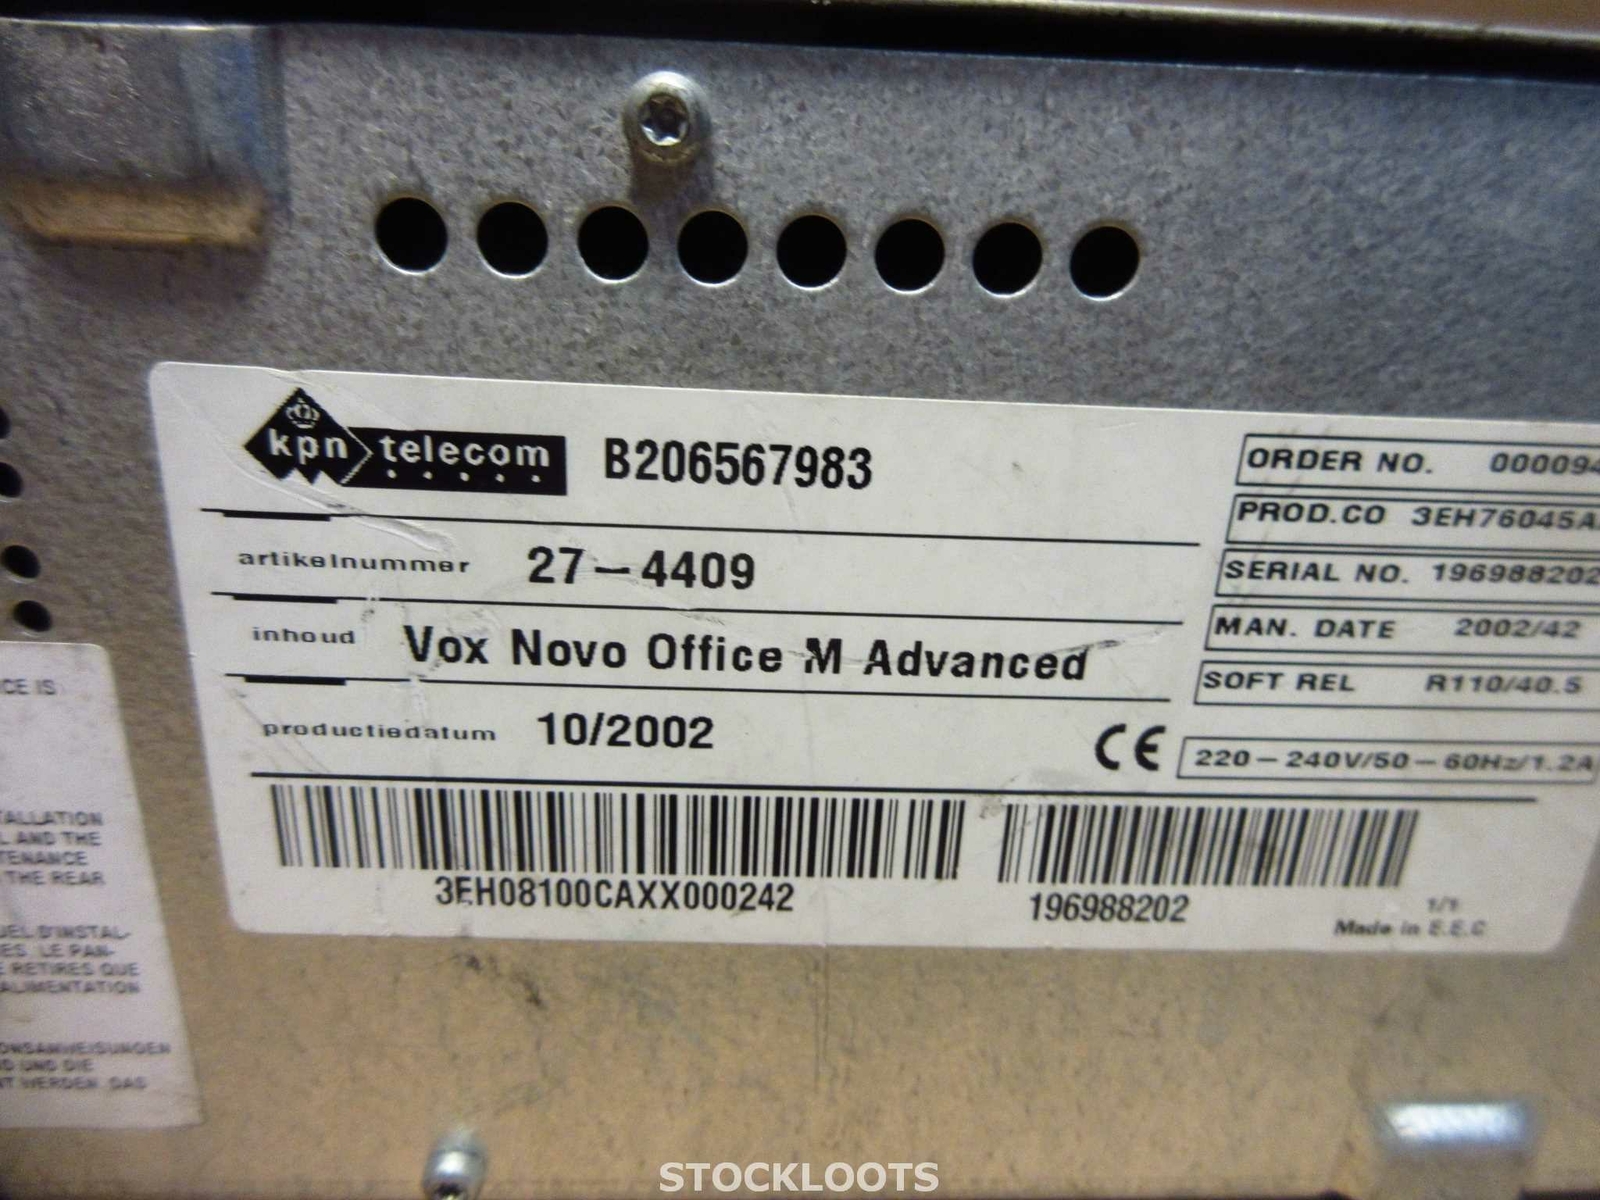 kpn telecom B206567983
artikelnummer 27-4409
inhoud Vox Novo Office M Advanced
productiedatum 10/2002
ORDER NO. 000094
PROD.CO 3EH76045A
SERIAL NO. 196988202
MAN. DATE 2002/42
SOFT REL R110/40.5
CE 220-240V/50-60Hz/1.2A
3EH08100CAXX000242
196988202
1/1
Made in E.E.C
CE IS
TALLATION
L AND THE
TENANCE
THE REAR
UEL D'INSTAL-
ES. LE PAN-
E RETIRES QUE
ALIMENTATION
ONSANWEISUNGEN
D UND DIE
T WERDEN. DAS
STOCKLOOTS